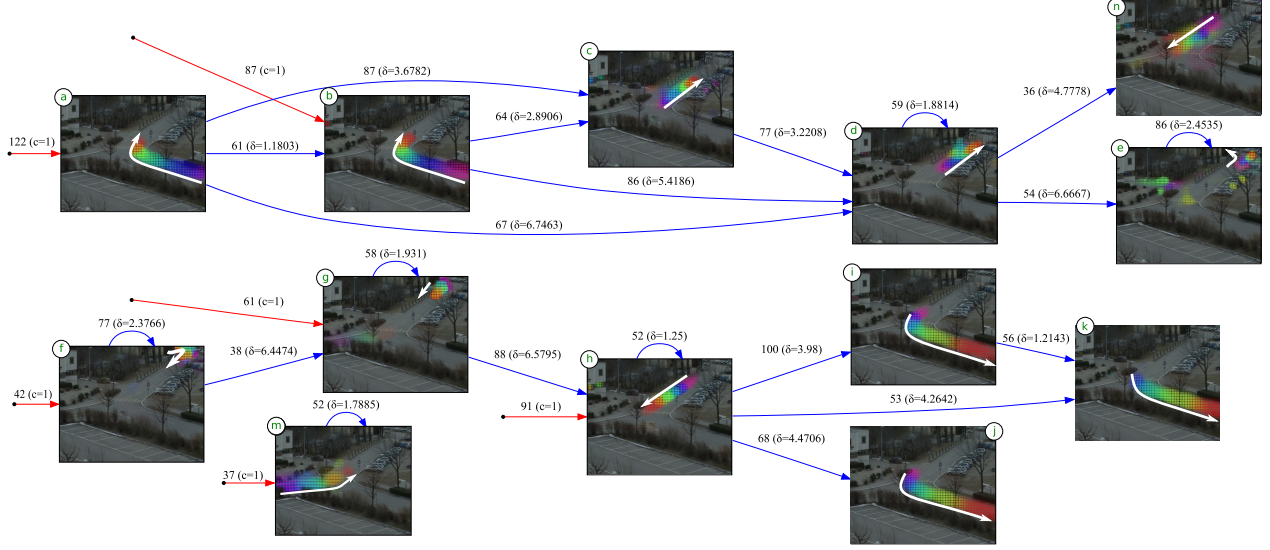 n
87 (c=1)
87 (δ=3.6782)
c
a
b
36 (δ=4.7778)
59 (δ=1.8814)
64 (δ=2.8906)
86 (δ=2.4535)
d
77 (δ=3.2208)
122 (c=1)
61 (δ=1.1803)
e
86 (δ=5.4186)
54 (δ=6.6667)
67 (δ=6.7463)
58 (δ=1.931)
g
i
61 (c=1)
77 (δ=2.3766)
k
52 (δ=1.25)
56 (δ=1.2143)
f
38 (δ=6.4474)
100 (δ=3.98)
h
88 (δ=6.5795)
42 (c=1)
53 (δ=4.2642)
91 (c=1)
52 (δ=1.7885)
m
j
68 (δ=4.4706)
37 (c=1)